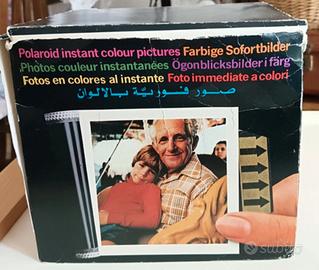 Polaroid instant colour pictures Farbige Sofortbilder
Photos couleur instantanées Ögonblicksbilder i färg
Fotos en colores al instante Foto immediate a colori
صور فورية بالالوان
subito